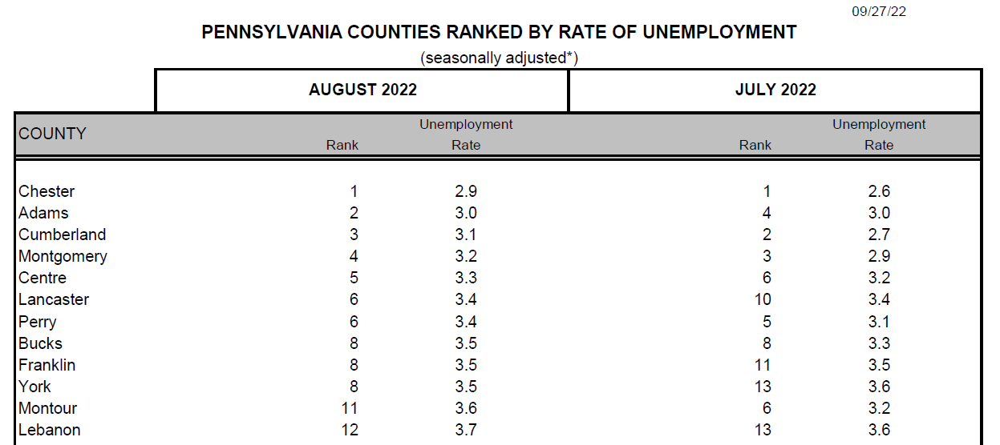 09/27/22
PENNSYLVANIA COUNTIES RANKED BY RATE OF UNEMPLOYMENT
(seasonally adjusted*)
AUGUST 2022 JULY 2022
COUNTY Rank Unemployment Rate Rank Unemployment Rate
Chester 1 2.9 1 2.6
Adams 2 3.0 4 3.0
Cumberland 3 3.1 2 2.7
Montgomery 4 3.2 3 2.9
Centre 5 3.3 6 3.2
Lancaster 6 3.4 10 3.4
Perry 6 3.4 5 3.1
Bucks 8 3.5 8 3.3
Franklin 8 3.5 11 3.5
York 8 3.5 13 3.6
Montour 11 3.6 6 3.2
Lebanon 12 3.7 13 3.6